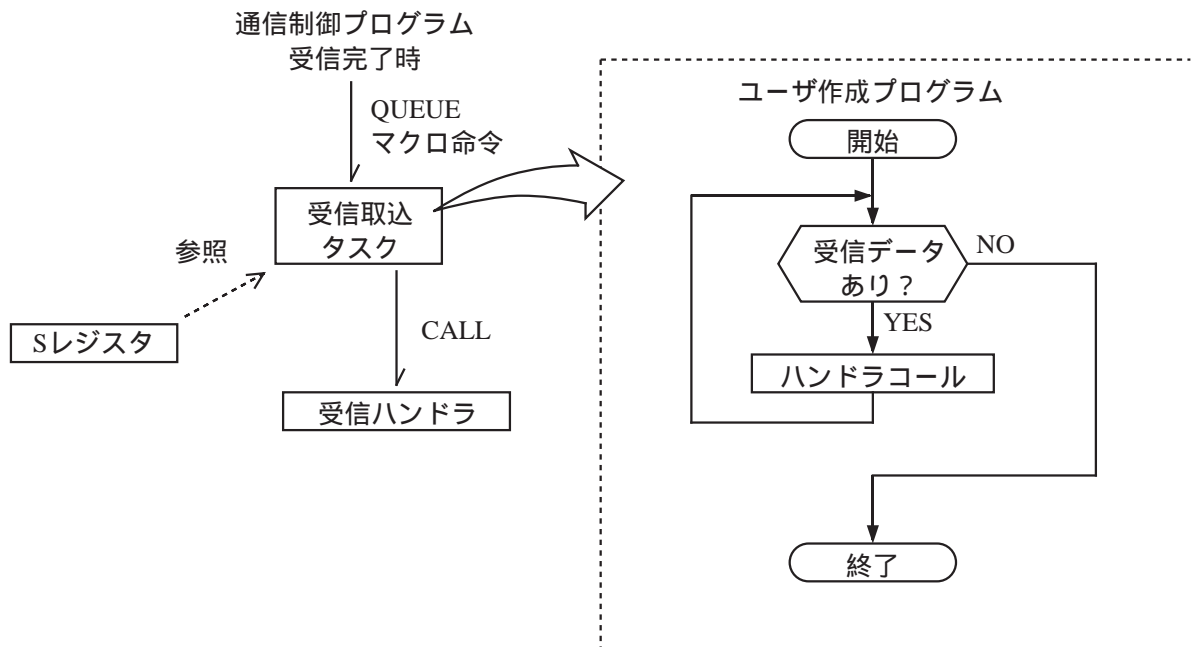 通信制御プログラム
受信完了時
QUEUE
マクロ命令
受信取込
タスク
参照
Sレジスタ
CALL
受信ハンドラ
ユーザ作成プログラム
開始
受信データ
あり？
NO
YES
ハンドラコール
終了